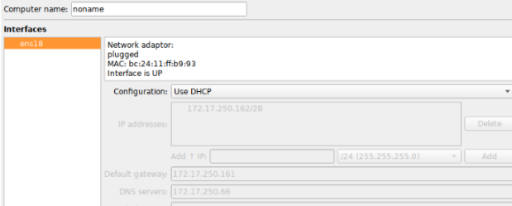 Computer name: noname
Interfaces
ens18
Network adaptor:
plugged
MAC: bc:24:11:ff:b9:93
Interface is UP
Configuration: Use DHCP
172.17.250.162/28
IP addresses:
Delete
Add ↑ IP: /24 (255.255.255.0) Add
Default gateway: 172.17.250.161
DNS servers: 172.17.250.66